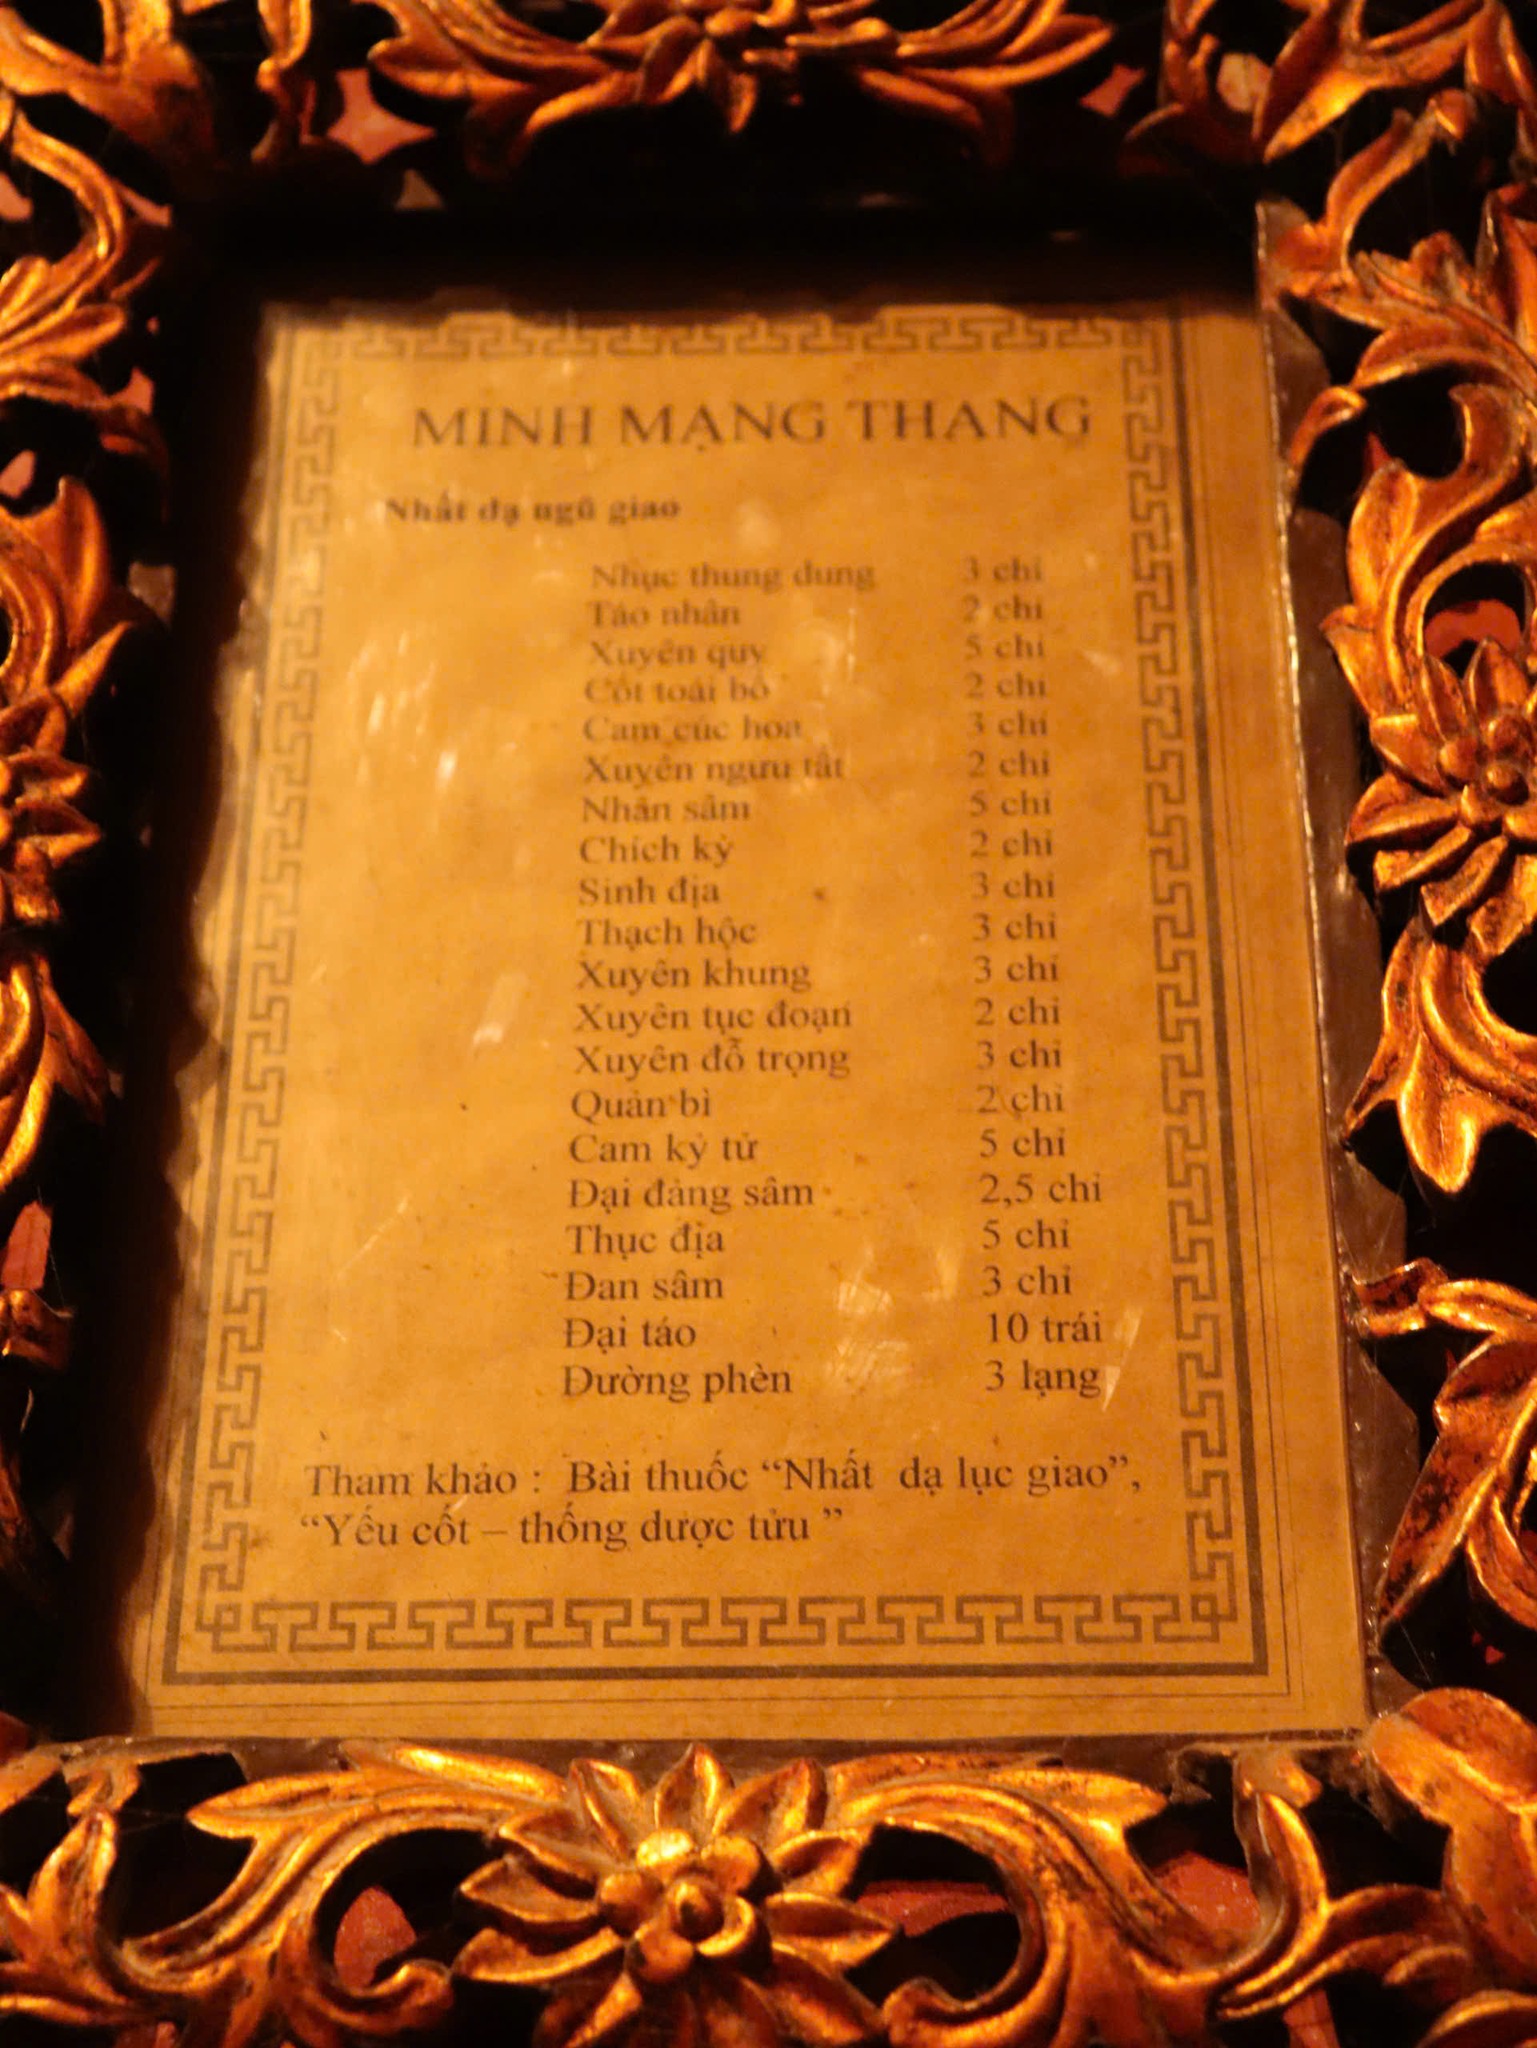 MINH MẠNG THANG
Nhất dạ ngũ giao
Nhục thung dung 3 chỉ
Táo nhân 2 chỉ
Xuyên quy 5 chỉ
Cốt toái bổ 2 chỉ
Cam cúc hoa 3 chỉ
Xuyên ngưu tất 2 chỉ
Nhân sâm 5 chỉ
Chích kỳ 2 chỉ
Sinh địa 3 chỉ
Thạch hộc 3 chỉ
Xuyên khung 3 chỉ
Xuyên tục đoạn 2 chỉ
Xuyên đỗ trọng 3 chỉ
Quản bì 2 chỉ
Cam kỷ tử 5 chỉ
Đại đảng sâm 2,5 chỉ
Thục địa 5 chỉ
Đan sâm 3 chỉ
Đại táo 10 trái
Đường phèn 3 lạng
Tham khảo : Bài thuốc “Nhất dạ lục giao”,
“Yếu cốt – thống dược tửu ”